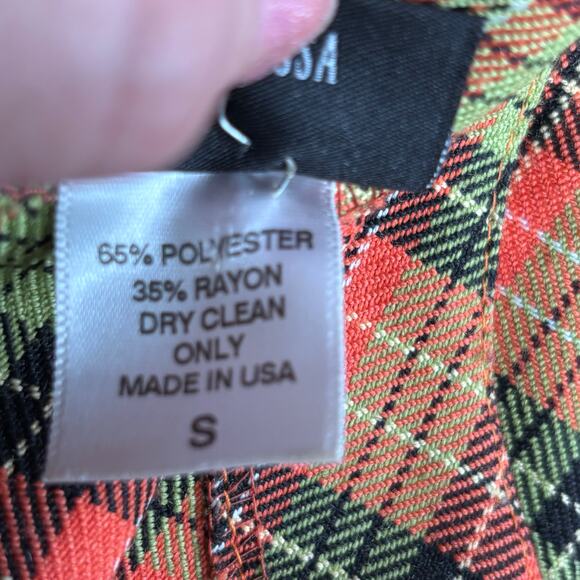 65% POLYESTER
35% RAYON
DRY CLEAN
ONLY
MADE IN USA
S